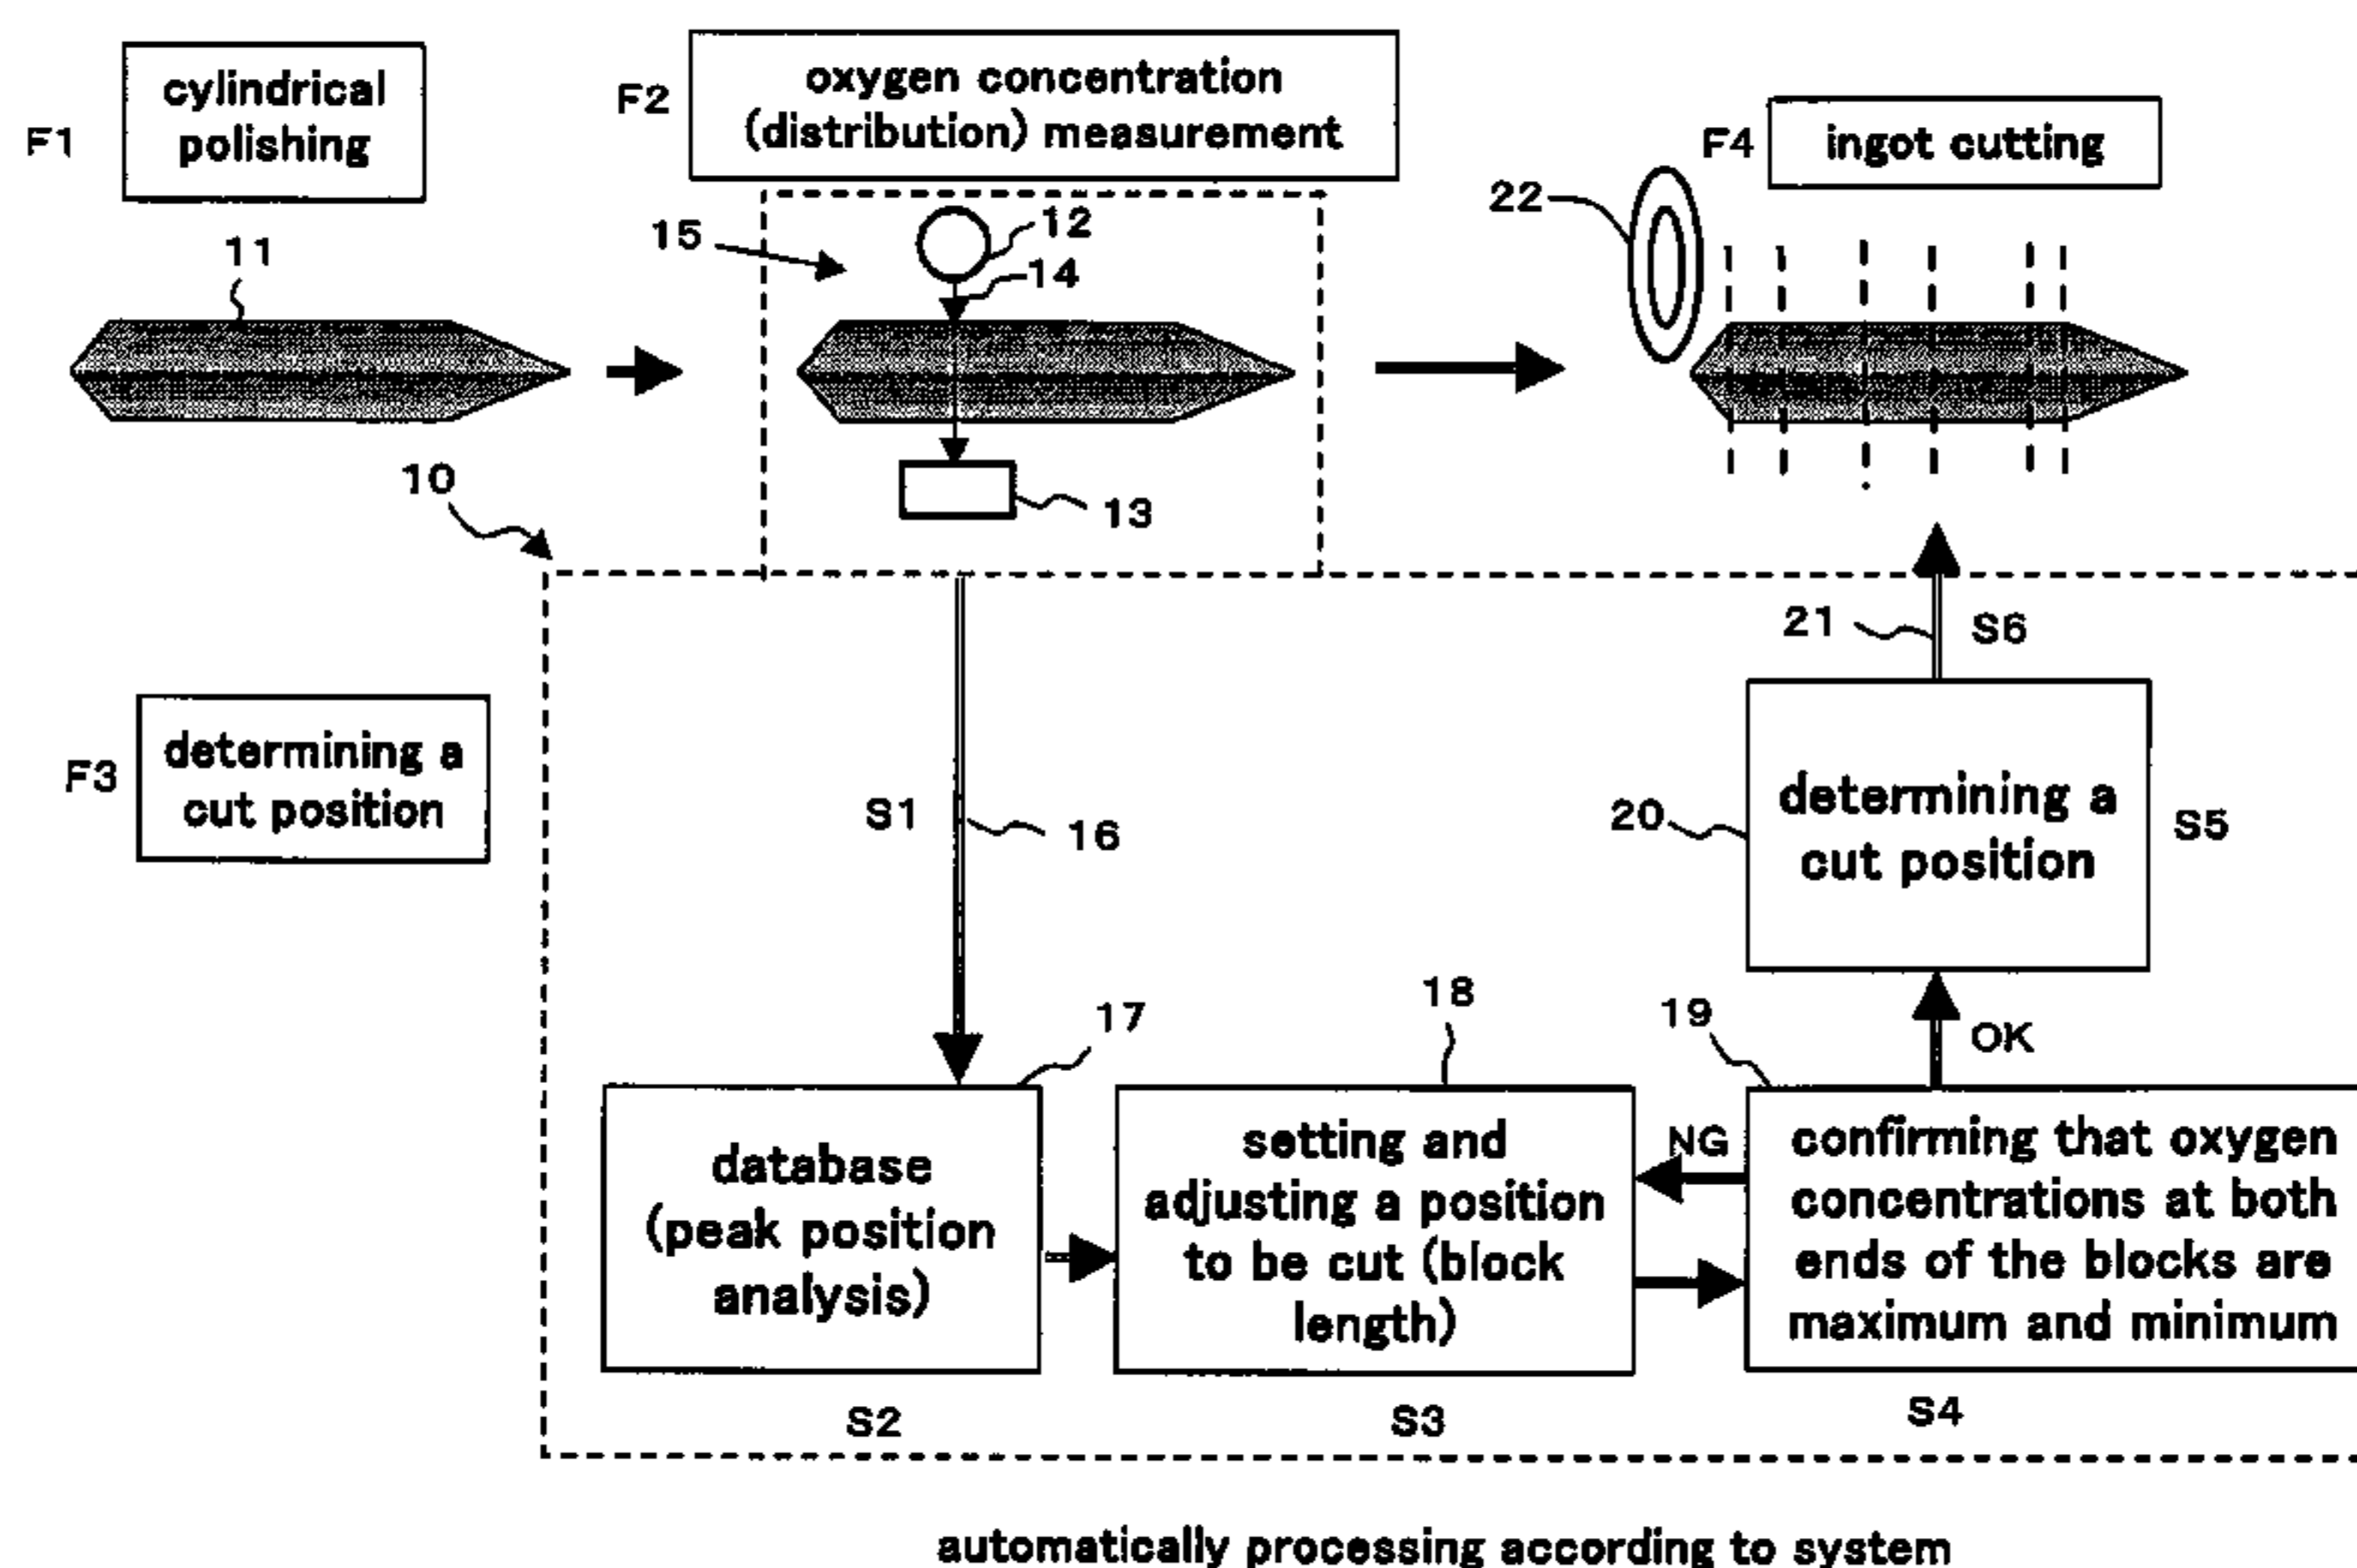 F1
cylindrical
polishing
F2
oxygen concentration
(distribution) measurement
F4
ingot cutting
11
15
12
14
22
10
13
21
S6
F3
determining a
cut position
S1
16
20
determining a
cut position
S5
17
18
19
OK
database
(peak position
analysis)
setting and
adjusting a position
to be cut (block
length)
NG
confirming that oxygen
concentrations at both
ends of the blocks are
maximum and minimum
S2
S3
S4
automatically processing according to system